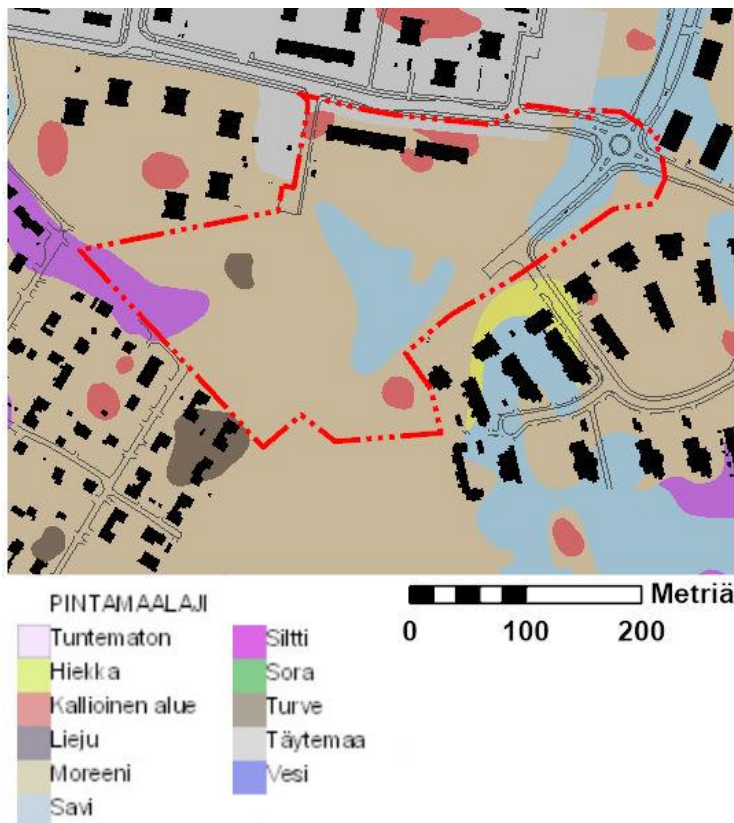 Metriä
0 100 200
PINTAMAALAJI
Tuntematon
Hiekka
Kallioinen alue
Lieju
Moreeni
Savi
Siltti
Sora
Turve
Täytemaa
Vesi